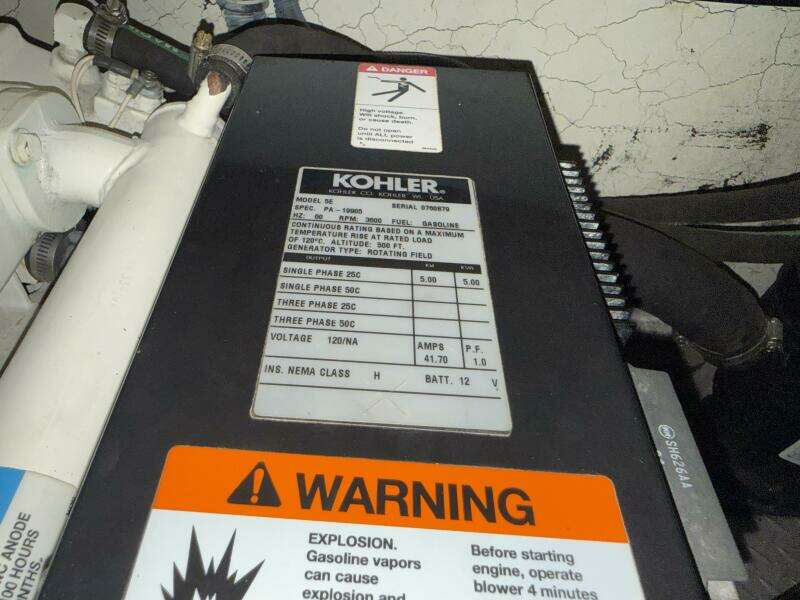 DANGER
High voltage.
Will shock, burn,
or cause death.
Do not open
until ALL power
is disconnected
KOHLER®
KOHLER CO. KOHLER WI. USA
MODEL 5E SERIAL 0760879
SPEC. PA-19905
HZ: 60 RPM: 3600 FUEL: GASOLINE
CONTINUOUS RATING BASED ON A MAXIMUM
TEMPERATURE RISE AT RATED LOAD
OF 120°C. ALTITUDE: 500 FT.
GENERATOR TYPE: ROTATING FIELD
OUTPUT KW KVA
SINGLE PHASE 25C 5.00 5.00
SINGLE PHASE 50C
THREE PHASE 25C
THREE PHASE 50C
VOLTAGE 120/NA AMPS P.F.
41.70 1.0
INS. NEMA CLASS H BATT. 12 V
SH626AA
WARNING
EXPLOSION.
Gasoline vapors
can cause
explosion and
Before starting
engine, operate
blower 4 minutes
ANODE
00 HOURS
NTHS.